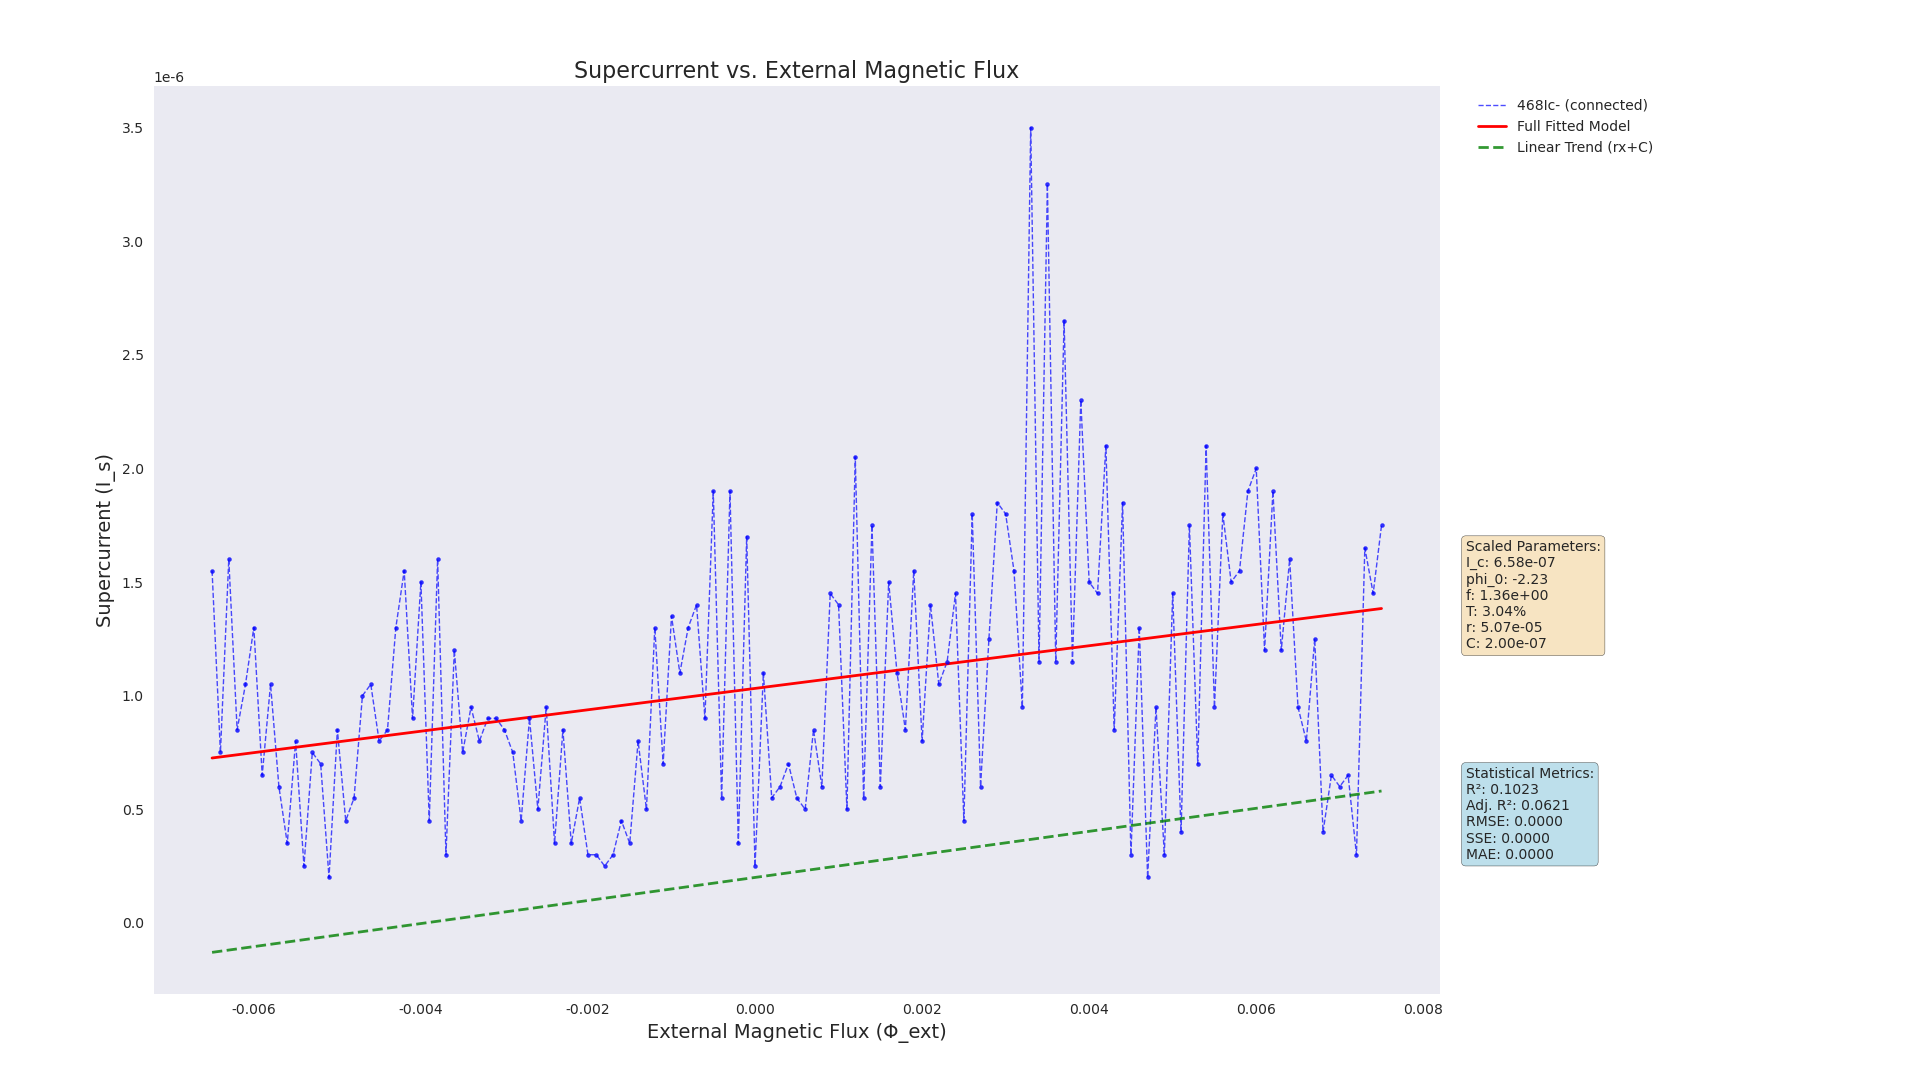 Supercurrent vs. External Magnetic Flux
1e-6
3.5
3.0
2.5
2.0
1.5
1.0
0.5
0.0
Supercurrent (I_s)
-0.006
-0.004
-0.002
0.000
0.002
0.004
0.006
0.008
External Magnetic Flux (Φ_ext)
468Ic- (connected)
Full Fitted Model
Linear Trend (rx+C)
Scaled Parameters:
I_c: 6.58e-07
phi_0: -2.23
f: 1.36e+00
T: 3.04%
r: 5.07e-05
C: 2.00e-07
Statistical Metrics:
R²: 0.1023
Adj. R²: 0.0621
RMSE: 0.0000
SSE: 0.0000
MAE: 0.0000